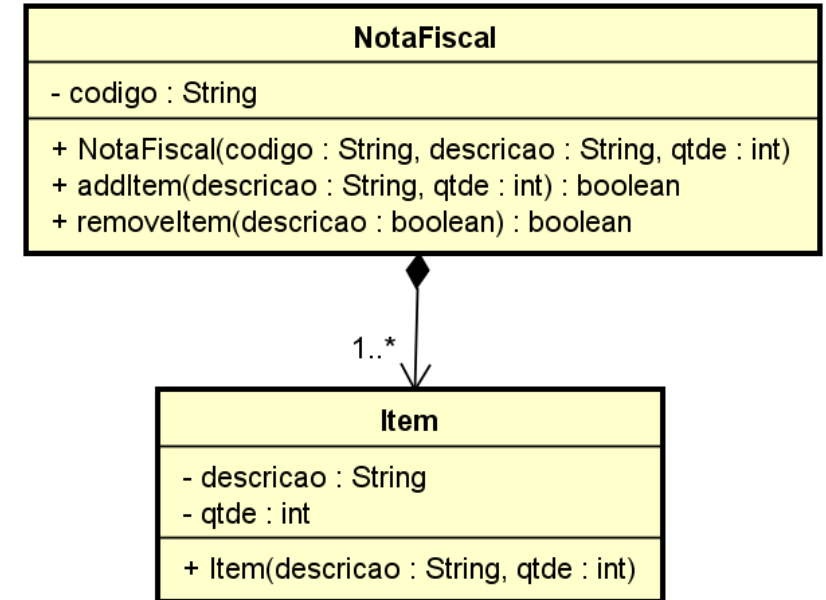 NotaFiscal
- codigo : String
+ NotaFiscal(codigo : String, descricao : String, qtde : int)
+ addItem(descricao : String, qtde : int) : boolean
+ removeItem(descricao : boolean) : boolean
1..*
Item
- descricao : String
- qtde : int
+ Item(descricao : String, qtde : int)